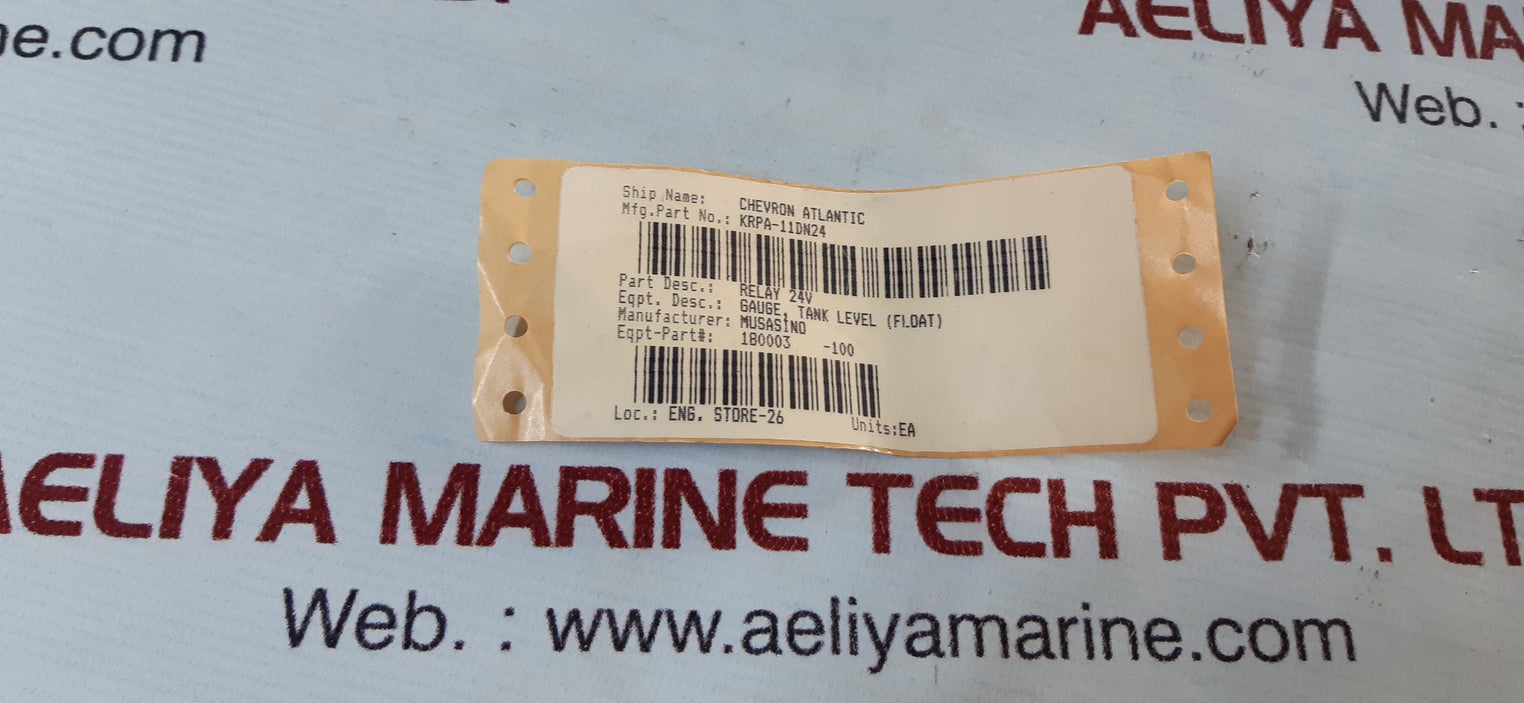 e.com
AELIYA MA
Web. :
Ship Name: CHEVRON ATLANTIC
Mfg.Part No.: KRPA-11DN24
Part Desc.: RELAY 24V
Eqpt. Desc.: GAUGE, TANK LEVEL (FLOAT)
Manufacturer: MUSASINO
Eqpt-Part#: 180003 -100
Loc.: ENG. STORE-26 Units:EA
AELIYA MARINE TECH PVT. LT
Web. : www.aeliyamarine.com